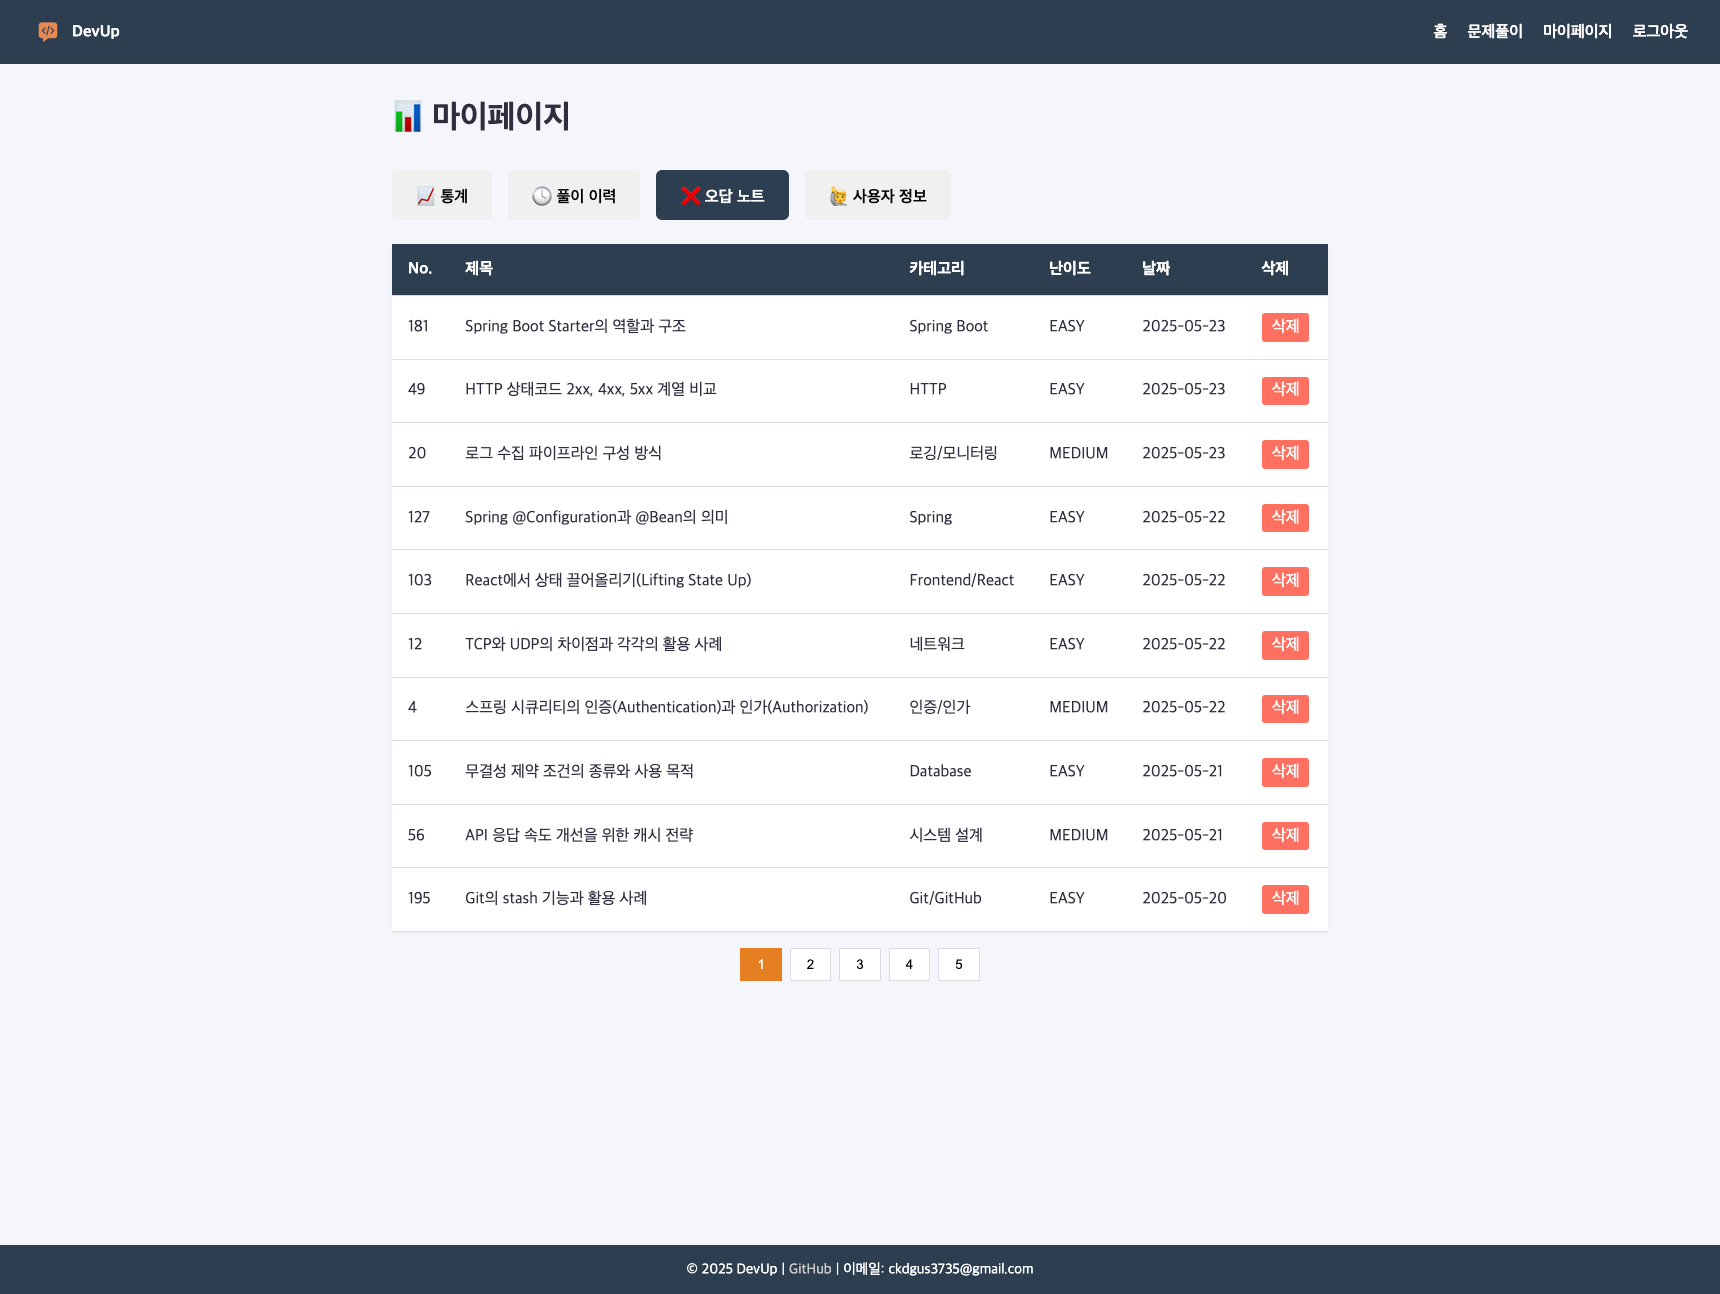 DevUp 홈 문제풀이 마이페이지 로그아웃
📊 마이페이지
📈 통계 🕓 풀이 이력 ❌ 오답 노트 🙋 사용자 정보
No. 제목 카테고리 난이도 날짜 삭제
181 Spring Boot Starter의 역할과 구조 Spring Boot EASY 2025-05-23 삭제
49 HTTP 상태코드 2xx, 4xx, 5xx 계열 비교 HTTP EASY 2025-05-23 삭제
20 로그 수집 파이프라인 구성 방식 로깅/모니터링 MEDIUM 2025-05-23 삭제
127 Spring @Configuration과 @Bean의 의미 Spring EASY 2025-05-22 삭제
103 React에서 상태 끌어올리기(Lifting State Up) Frontend/React EASY 2025-05-22 삭제
12 TCP와 UDP의 차이점과 각각의 활용 사례 네트워크 EASY 2025-05-22 삭제
4 스프링 시큐리티의 인증(Authentication)과 인가(Authorization) 인증/인가 MEDIUM 2025-05-22 삭제
105 무결성 제약 조건의 종류와 사용 목적 Database EASY 2025-05-21 삭제
56 API 응답 속도 개선을 위한 캐시 전략 시스템 설계 MEDIUM 2025-05-21 삭제
195 Git의 stash 기능과 활용 사례 Git/GitHub EASY 2025-05-20 삭제
1 2 3 4 5
© 2025 DevUp | GitHub | 이메일: ckdgus3735@gmail.com